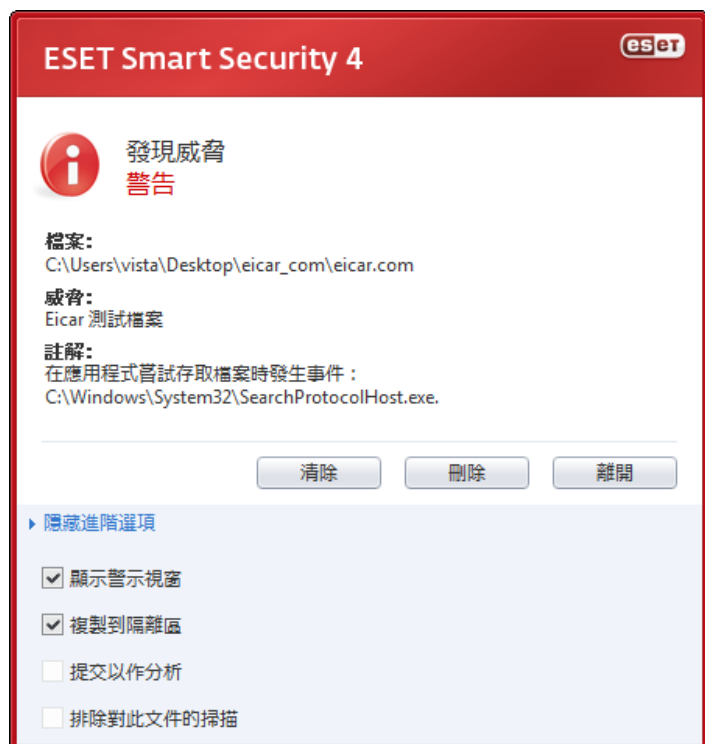 ESET Smart Security 4
eseT
發現威脅
警告
檔案:
C:\Users\vista\Desktop\eicar_com\eicar.com
威脅:
Eicar 測試檔案
註解:
在應用程式嘗試存取檔案時發生事件：
C:\Windows\System32\SearchProtocolHost.exe.
清除
刪除
離開
隱藏進階選項
顯示警示視窗
複製到隔離區
提交以作分析
排除對此文件的掃描